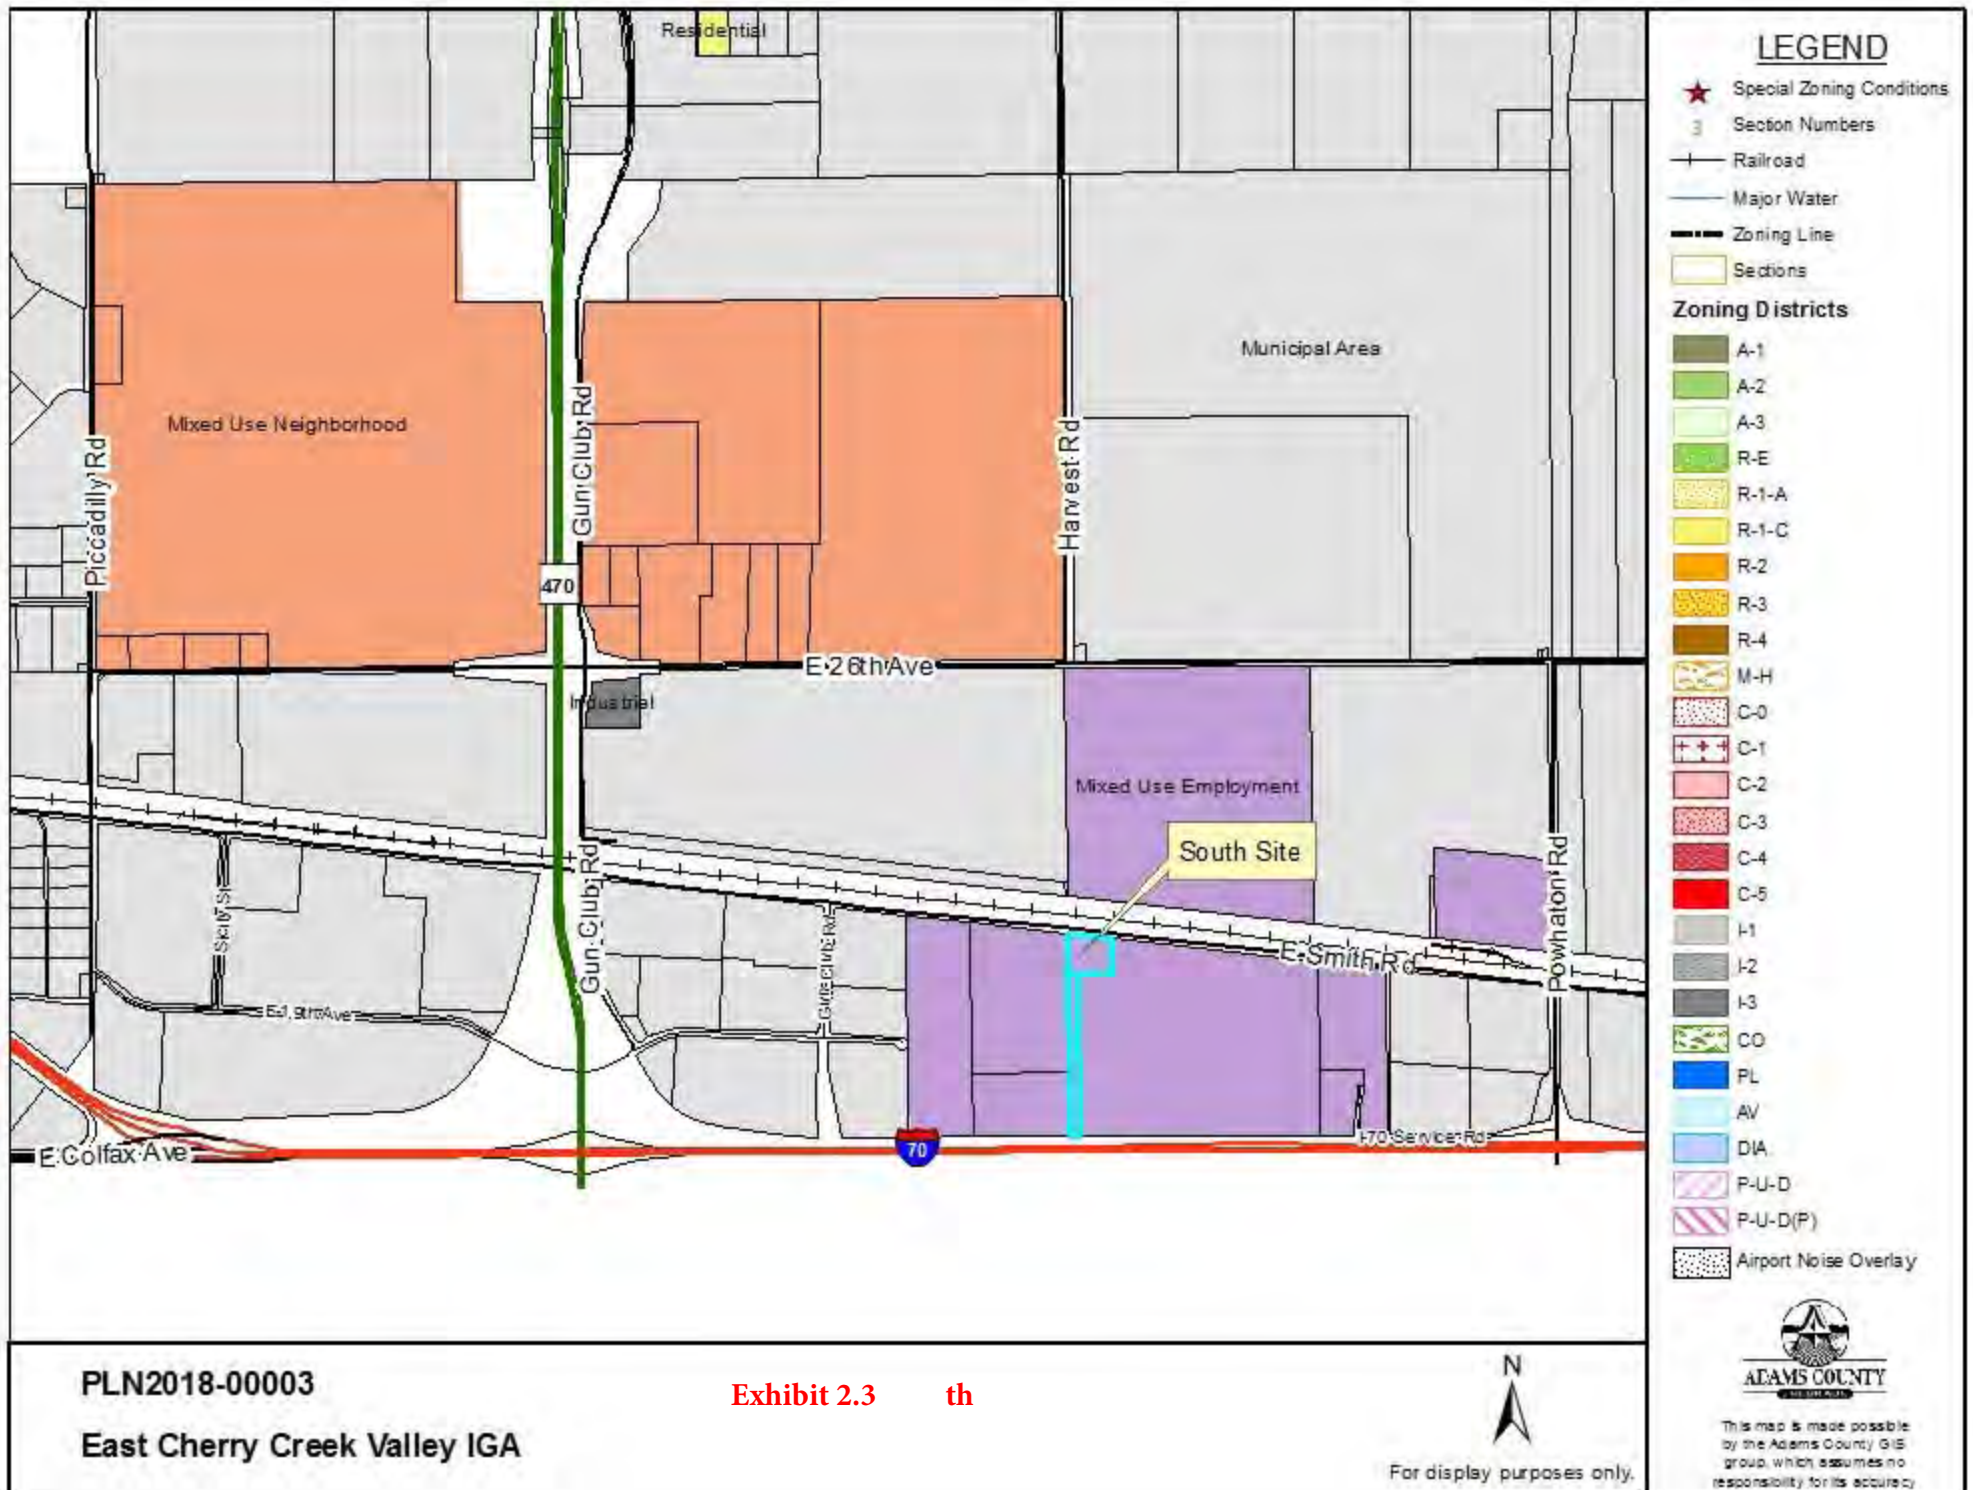 Residential
Municipal Area
Mixed Use Neighborhood
Piccadilly Rd
Gun Club Rd
Harvest Rd
470
E 26th Ave
Industrial
Mixed Use Employment
South Site
Powhaton Rd
Gun Club Rd
E Smith Rd
E 19th Ave
I-70 Service Rd
E Colfax Ave
70
LEGEND
Special Zoning Conditions
3 Section Numbers
Railroad
Major Water
Zoning Line
Sections
Zoning Districts
A-1
A-2
A-3
R-E
R-1-A
R-1-C
R-2
R-3
R-4
M-H
C-0
C-1
C-2
C-3
C-4
C-5
I-1
I-2
I-3
CO
PL
AV
DIA
P-U-D
P-U-D(P)
Airport Noise Overlay
ADAMS COUNTY
This map is made possible
by the Adams County GIS
group, which assumes no
responsibility for its accuracy
PLN2018-00003
East Cherry Creek Valley IGA
Exhibit 2.3 th
N
For display purposes only.